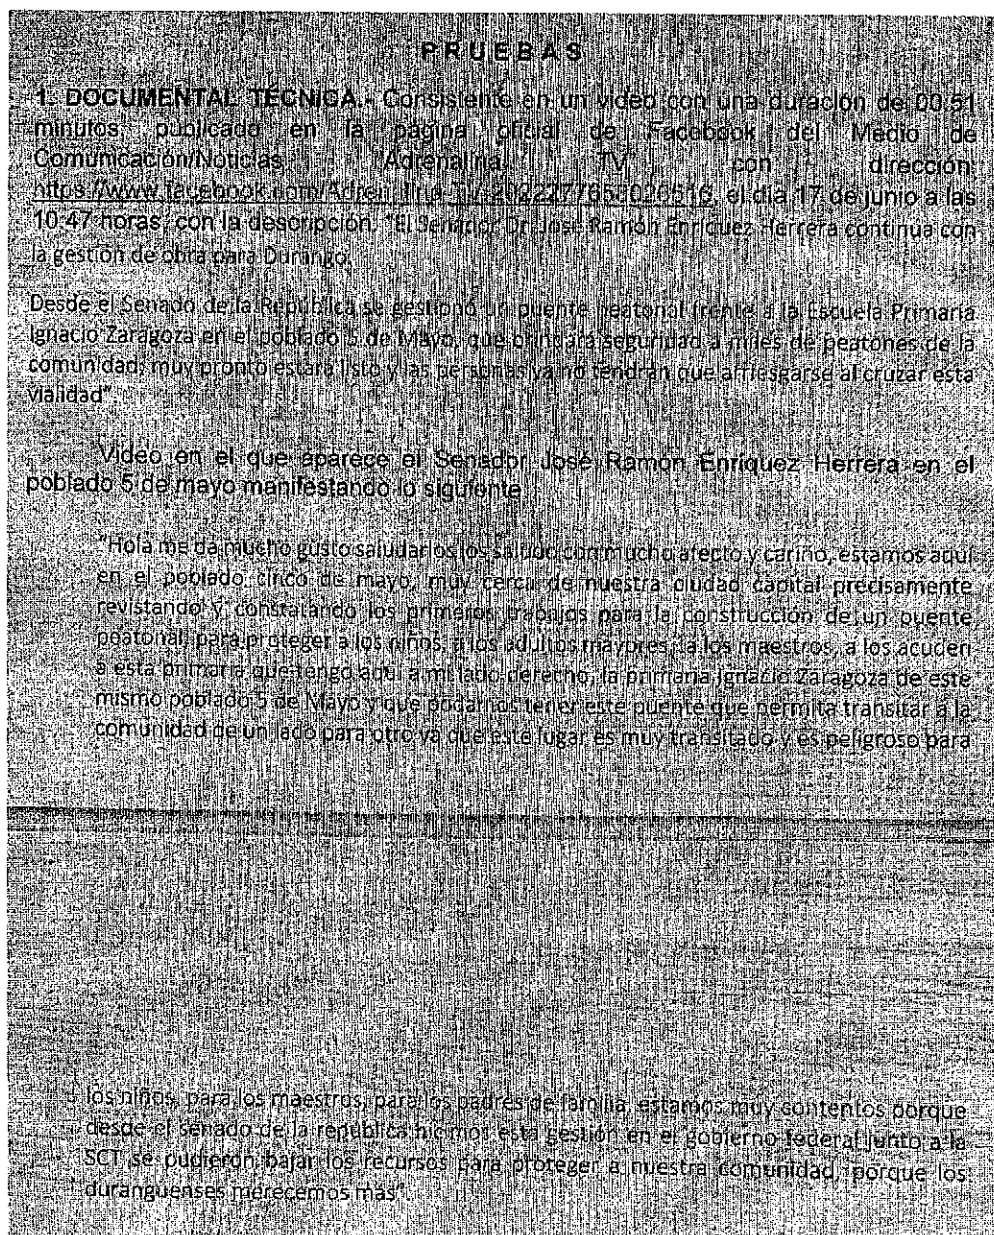 PRUEBAS
1. DOCUMENTAL TÉCNICA.- Consistente en un video con una duración de 00:51
minutos publicado en la página oficial de Facebook del Medio de
Comunicación/Noticias Adrenalina TV con dirección:
el día 17 de junio a las
10:47 horas, con la descripción: "El Senador Dr. José Ramón Enríquez Herrera continua con
la gestión de obra para Durango.
Desde el Senado de la República se gestionó un puente peatonal frente a la Escuela Primaria
Ignacio Zaragoza en el poblado 5 de Mayo, que brindará seguridad a miles de peatones de la
comunidad; muy pronto estará listo y las personas ya no tendrán que arriesgarse al cruzar esta
vialidad".
Video en el que aparece el Senador José Ramón Enríquez Herrera en el
poblado 5 de mayo manifestando lo siguiente
"Hola me da mucho gusto saludarlos los saludo con mucho afecto y cariño, estamos aquí
en el poblado cinco de mayo, muy cerca de nuestra ciudad capital precisamente
revistando y constatando los primeros trabajos para la construcción de un puente
peatonal, para proteger a los niños, a los adultos mayores, a los maestros, a los acuden
a esta primaria que tengo aquí a mi lado derecho, la primaria Ignacio Zaragoza de este
mismo poblado 5 de Mayo y que podamos tener este puente que permita transitar a la
comunidad de un lado para otro ya que este lugar es muy transitado y es peligroso para
los niños, para los maestros, para los padres de familia, estamos muy contentos porque
desde el senado de la republica hicimos esta gestión en el gobierno federal junto a la
SCT se pudieron bajar los recursos para proteger a nuestra comunidad, porque los
duranguenses merecemos más".